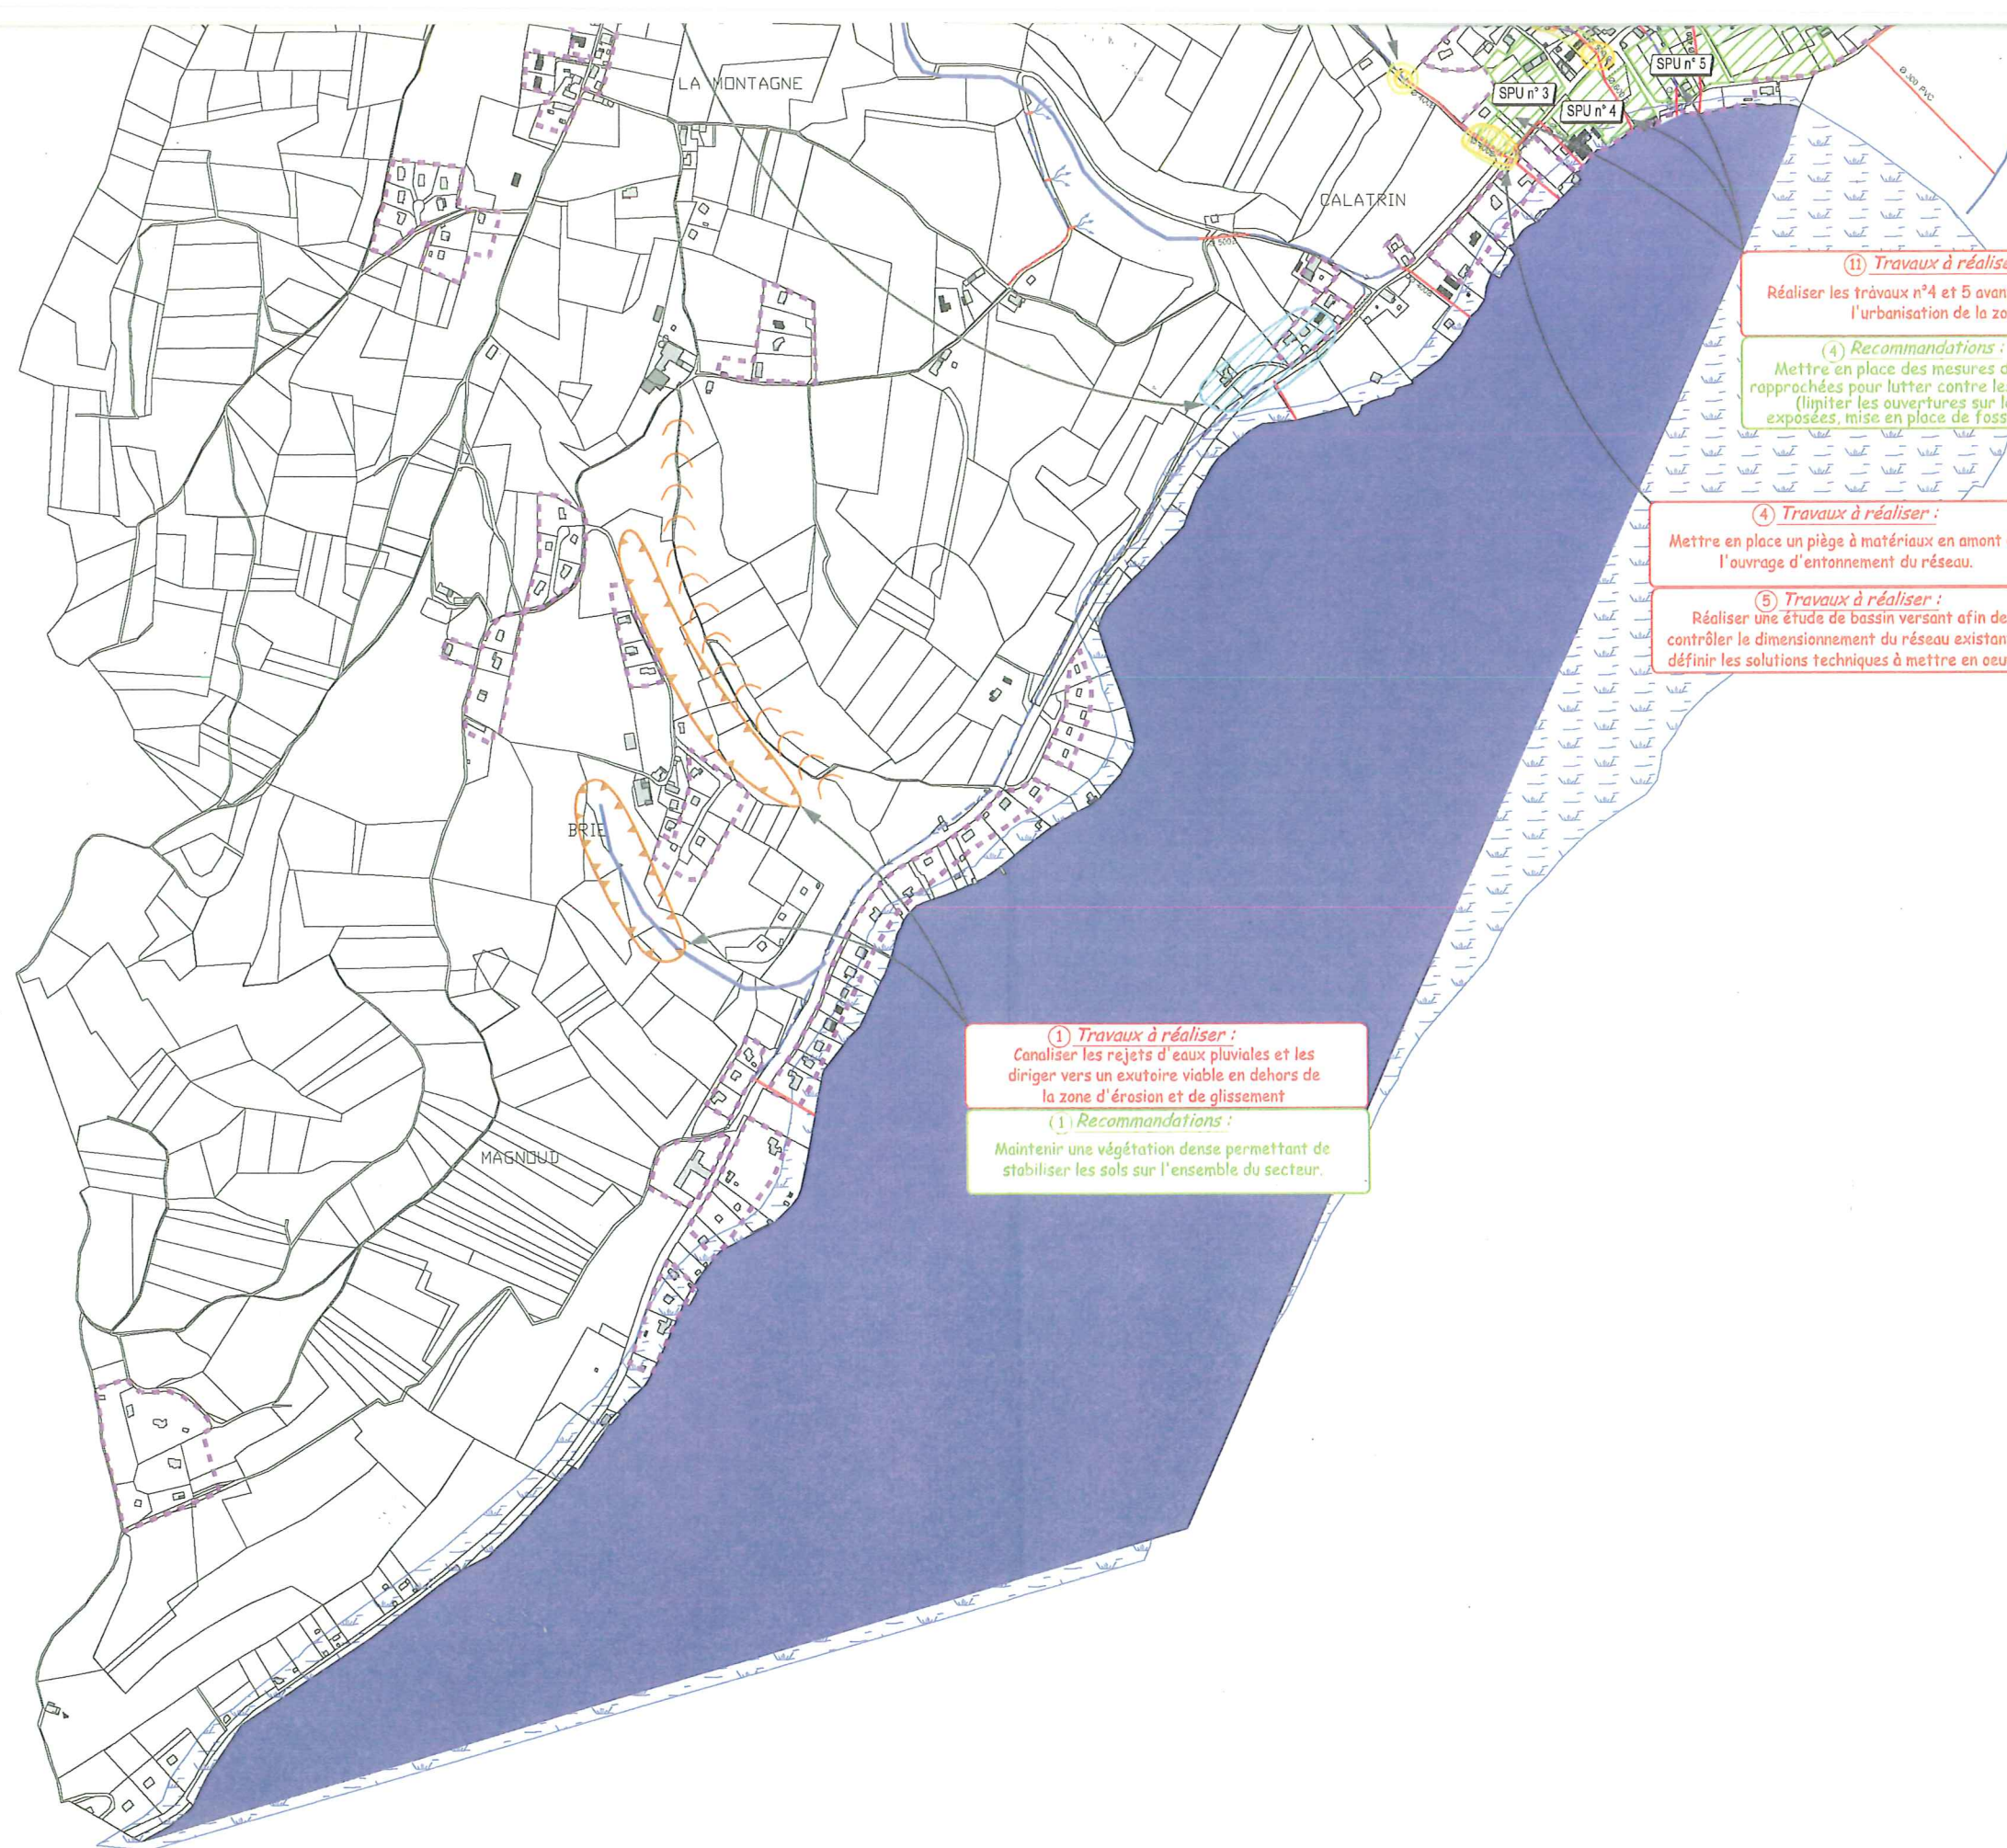 LA MONTAGNE
SPU n° 5
SPU n° 3
SPU n° 4
Ø 300 PVC
CALATRIN
11 Travaux à réalise
Réaliser les travaux n°4 et 5 avan
l'urbanisation de la zo
4 Recommandations :
Mettre en place des mesures d
rapprochées pour lutter contre les
(limiter les ouvertures sur l
exposées, mise en place de foss
4 Travaux à réaliser :
Mettre en place un piège à matériaux en amont
l'ouvrage d'entonnement du réseau.
5 Travaux à réaliser :
Réaliser une étude de bassin versant afin de
contrôler le dimensionnement du réseau existan
définir les solutions techniques à mettre en oeu
BRIE
1 Travaux à réaliser :
Canaliser les rejets d'eaux pluviales et les
diriger vers un exutoire viable en dehors de
la zone d'érosion et de glissement
1 Recommandations :
Maintenir une végétation dense permettant de
stabiliser les sols sur l'ensemble du secteur.
MAGNOUD